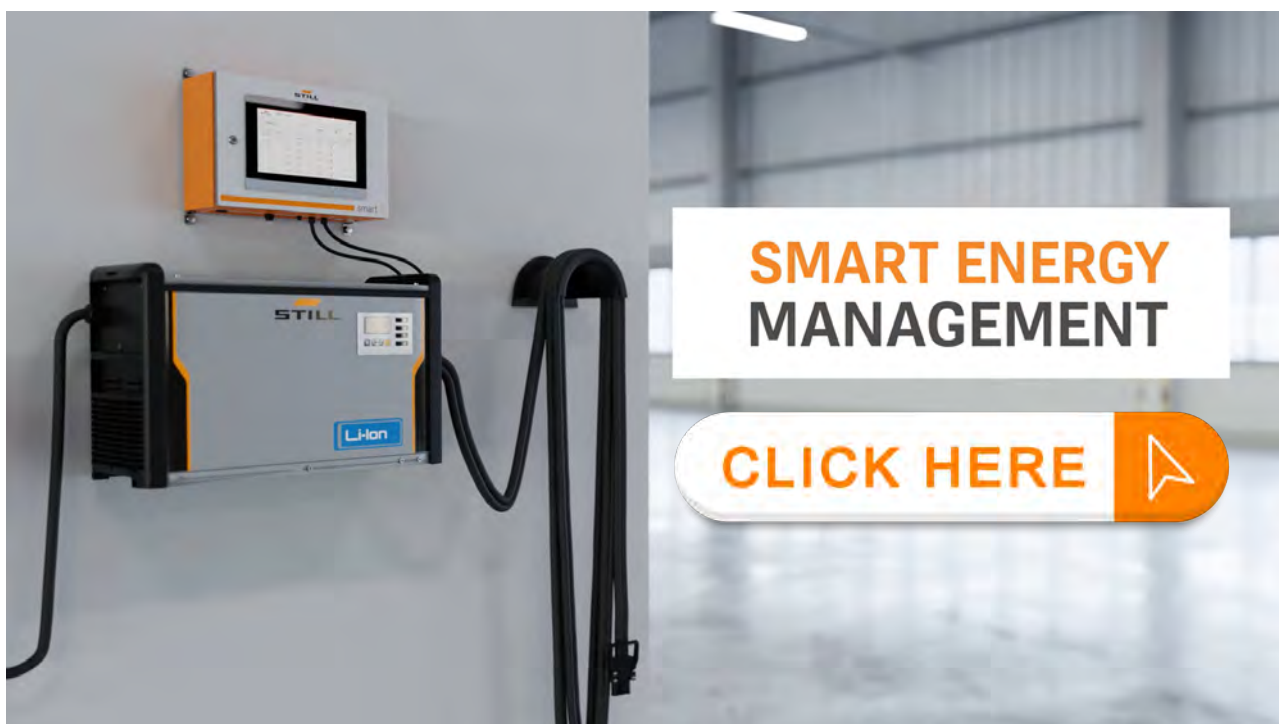 STILL
smart
STILL
Li-Ion
SMART ENERGY
MANAGEMENT
CLICK HERE